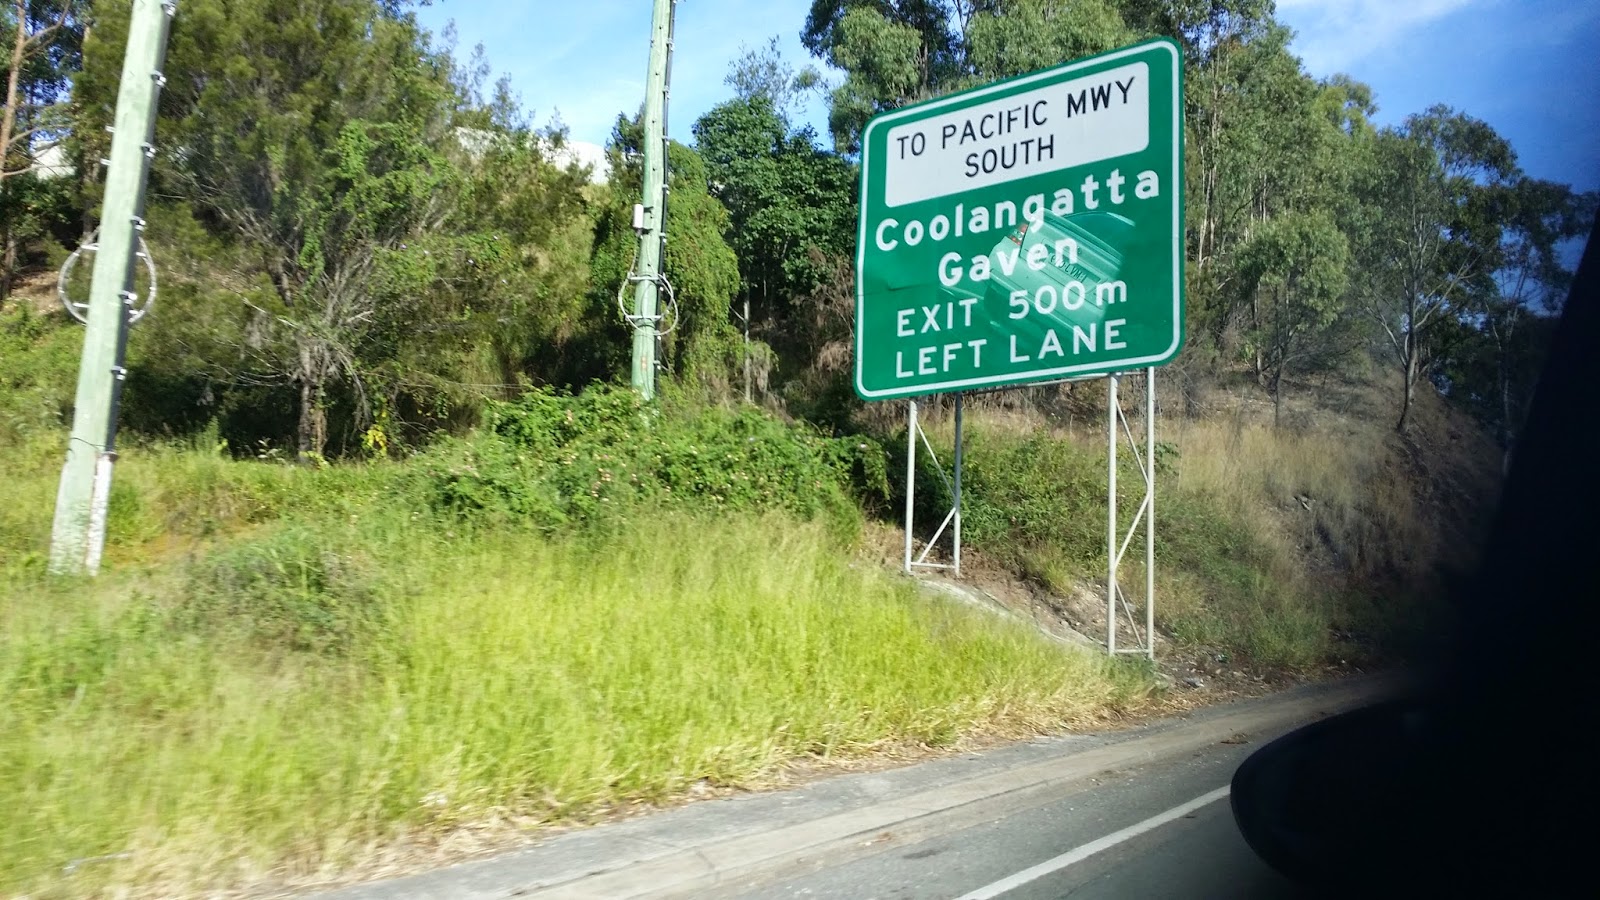 TO PACIFIC MWY
SOUTH
Coolangatta
Gaven
EXIT 500m
LEFT LANE